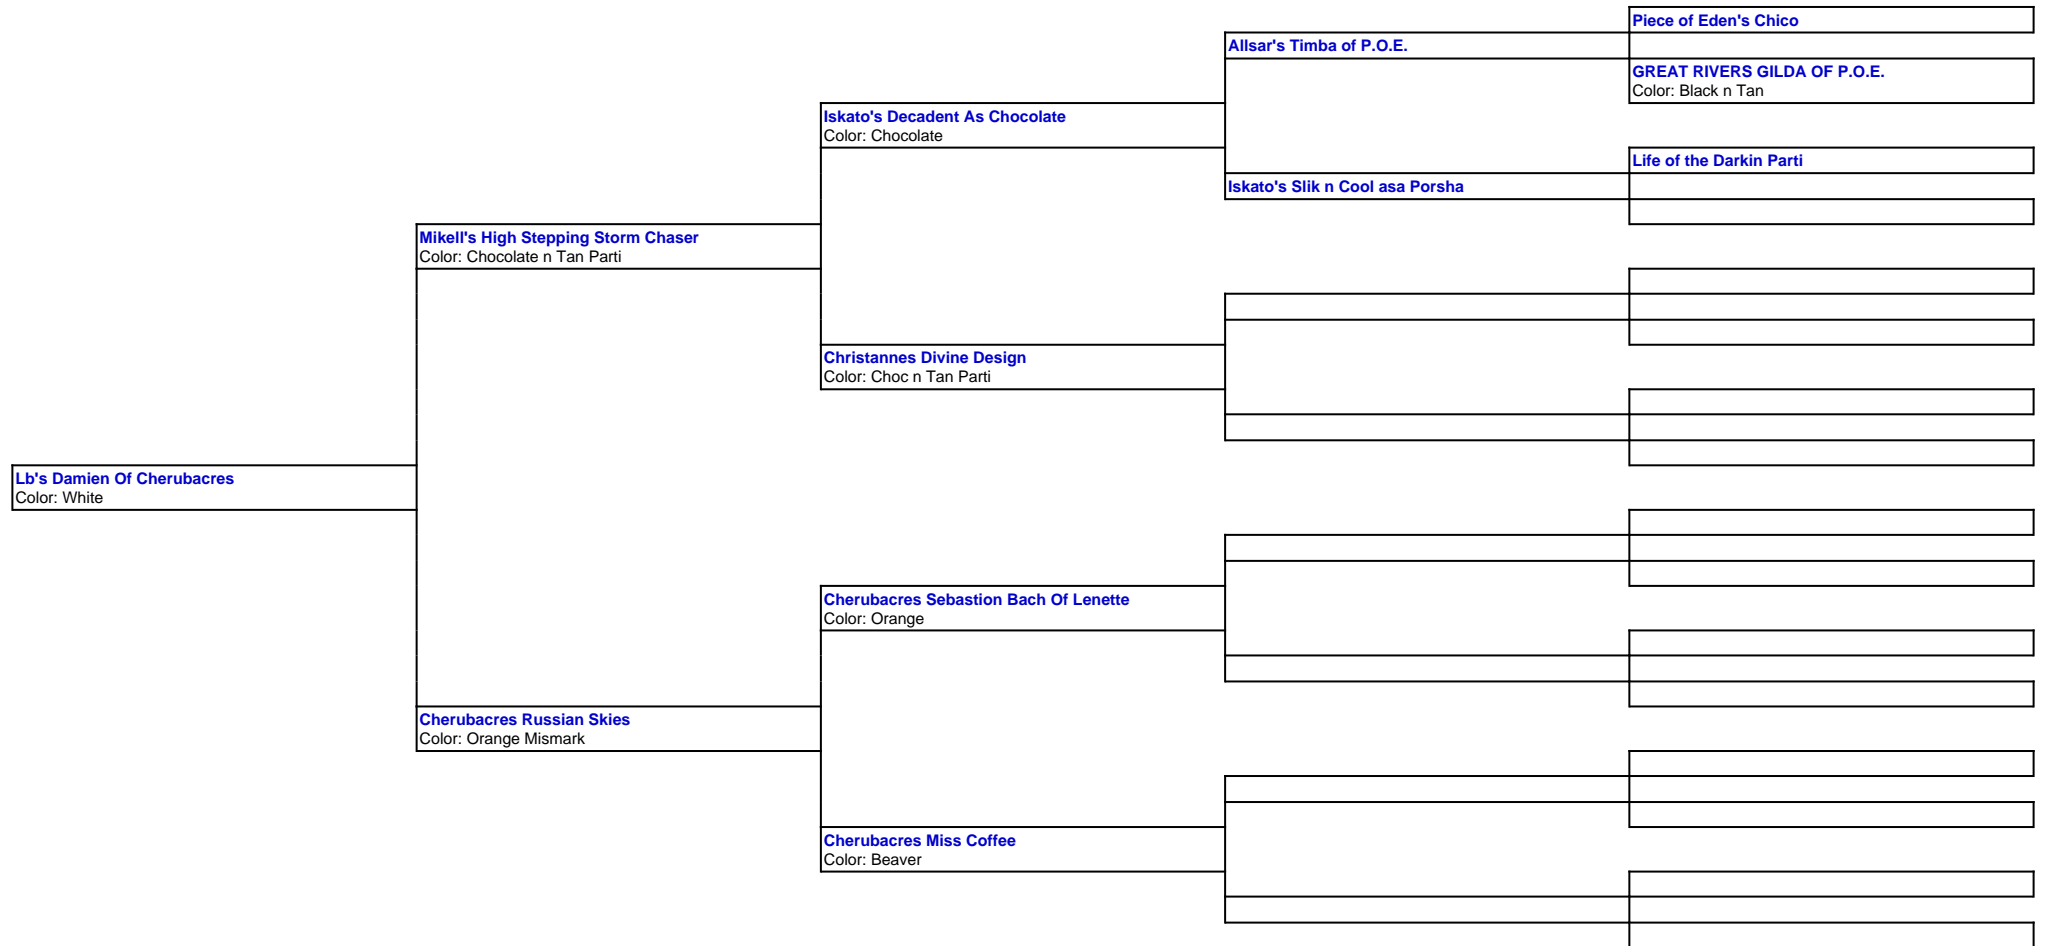 Piece of Eden's Chico
Allsar's Timba of P.O.E.
GREAT RIVERS GILDA OF P.O.E.
Color: Black n Tan
Iskato's Decadent As Chocolate
Color: Chocolate
Life of the Darkin Parti
Iskato's Slik n Cool asa Porsha
Mikell's High Stepping Storm Chaser
Color: Chocolate n Tan Parti
Christannes Divine Design
Color: Choc n Tan Parti
Lb's Damien Of Cherubacres
Color: White
Cherubacres Sebastion Bach Of Lenette
Color: Orange
Cherubacres Russian Skies
Color: Orange Mismark
Cherubacres Miss Coffee
Color: Beaver